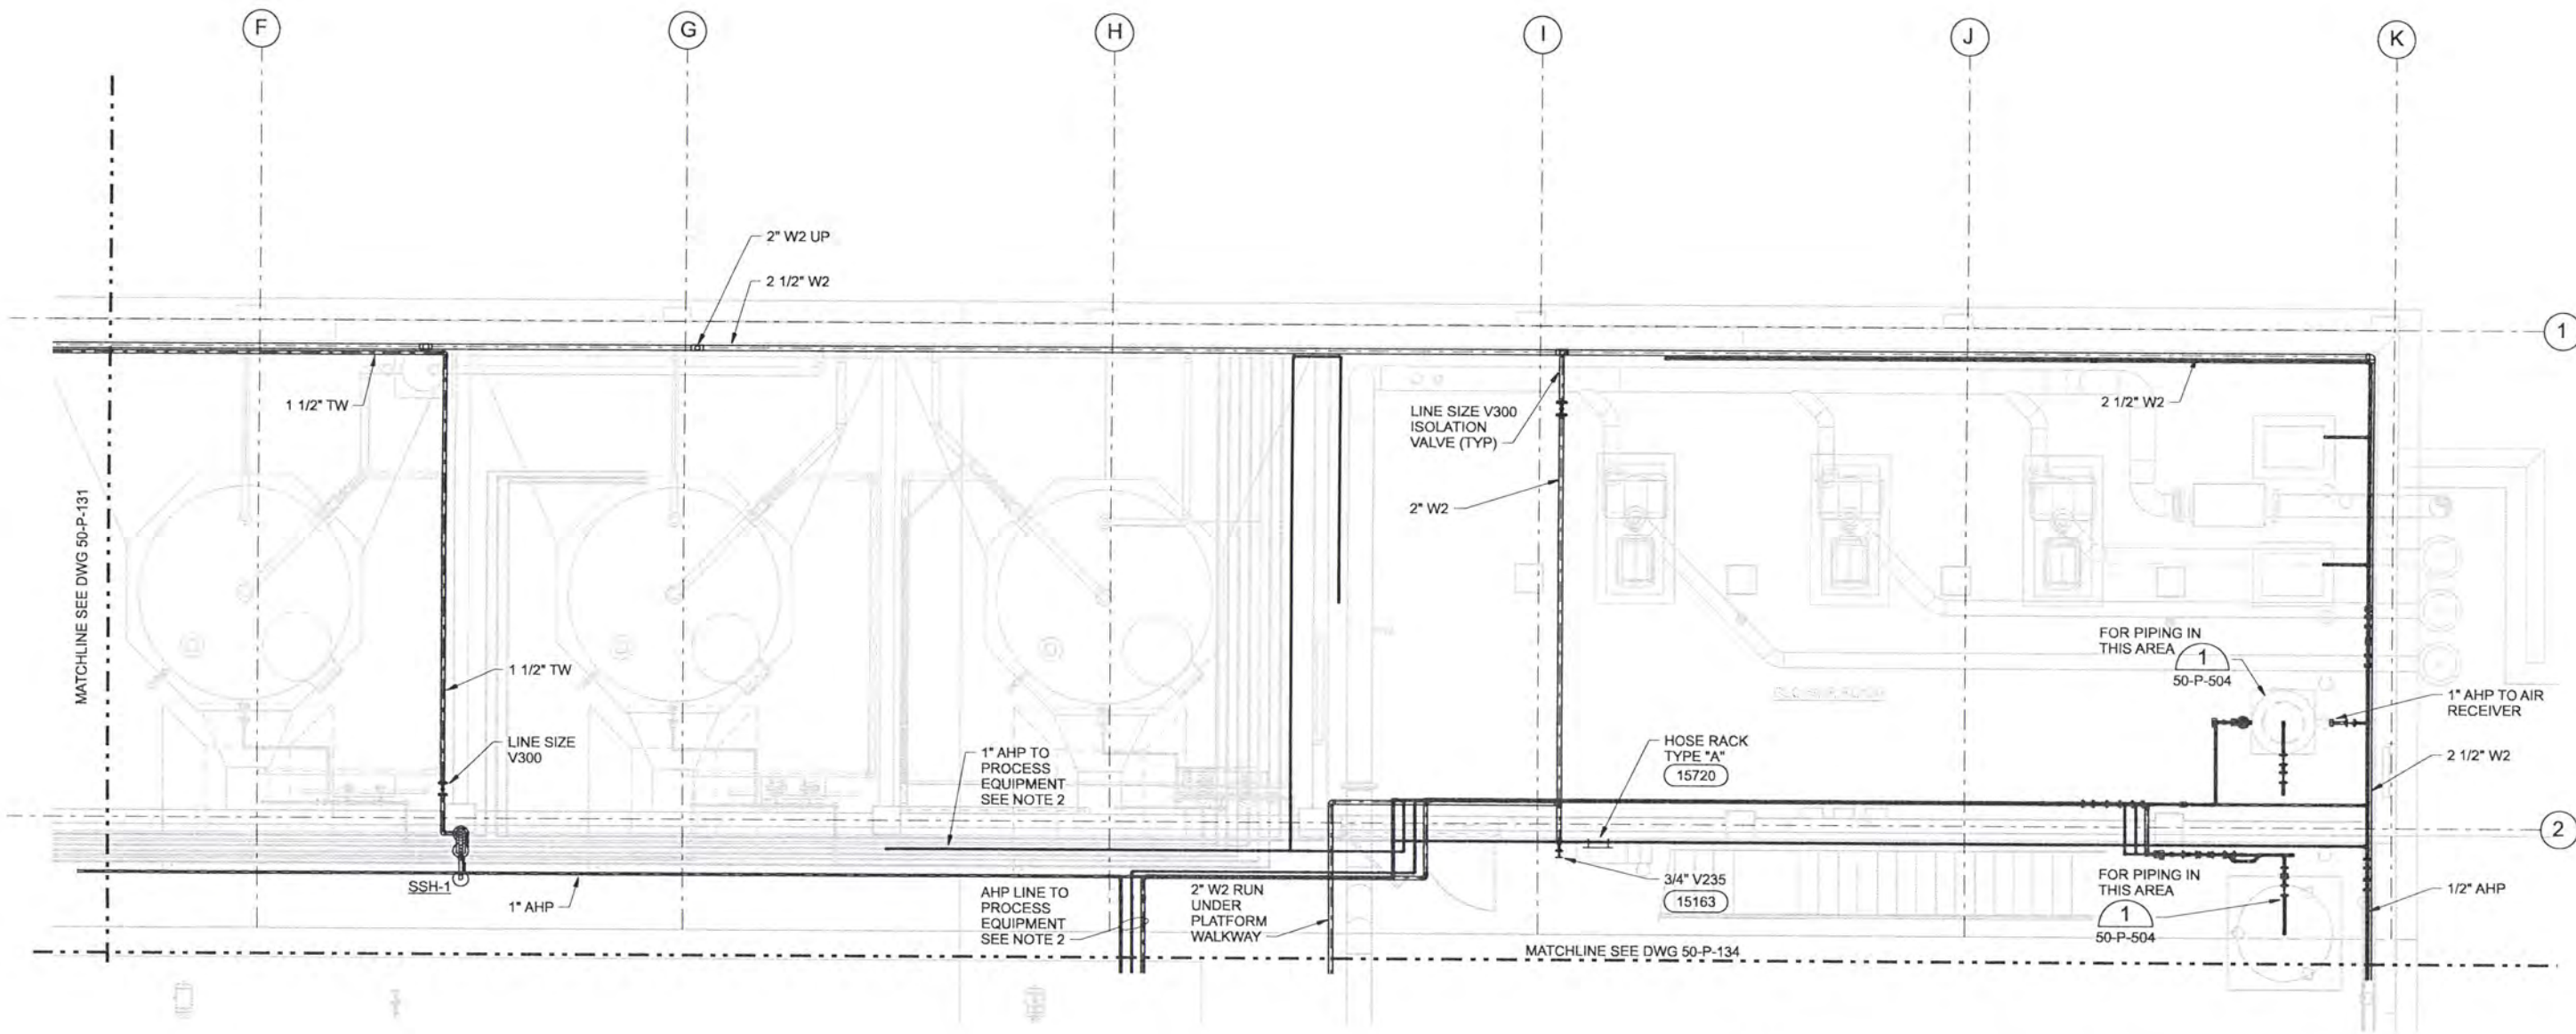 F
G
H
I
J
K
2" W2 UP
2 1/2" W2
1
1 1/2" TW
LINE SIZE V300
ISOLATION
VALVE (TYP)
2 1/2" W2
MATCHLINE SEE DWG 50-P-131
2" W2
1 1/2" TW
FOR PIPING IN
THIS AREA
1
50-P-504
1" AHP TO AIR
RECEIVER
LINE SIZE
V300
1" AHP TO
PROCESS
EQUIPMENT
SEE NOTE 2
HOSE RACK
TYPE "A"
15720
2 1/2" W2
2
SSH-1
1" AHP
AHP LINE TO
PROCESS
EQUIPMENT
SEE NOTE 2
2" W2 RUN
UNDER
PLATFORM
WALKWAY
3/4" V235
15163
FOR PIPING IN
THIS AREA
1
50-P-504
1/2" AHP
MATCHLINE SEE DWG 50-P-134